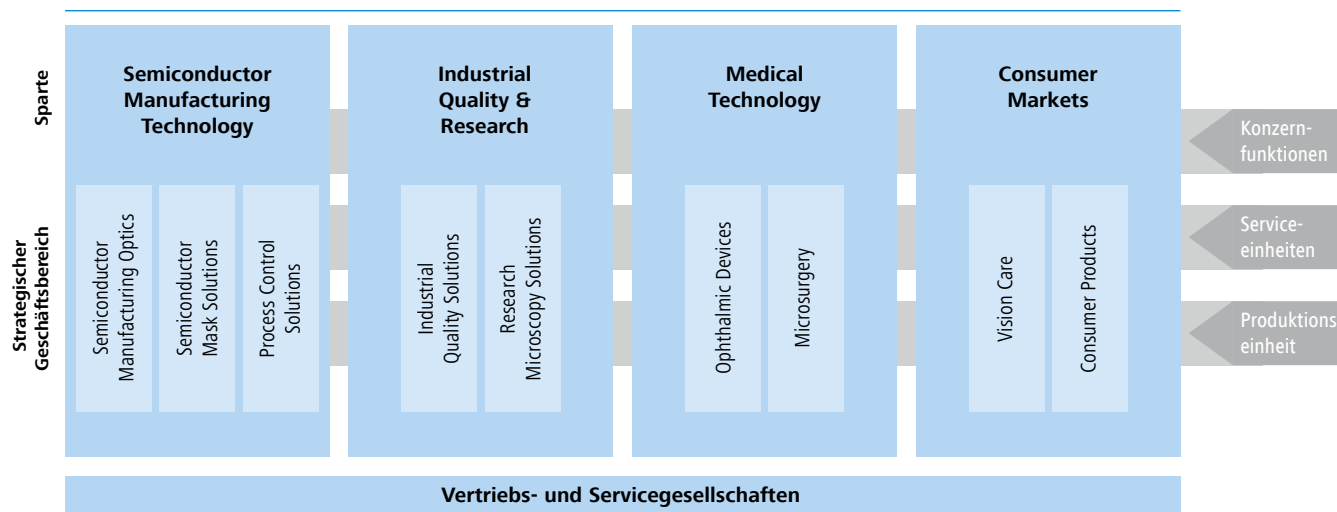 Sparte
Semiconductor
Manufacturing
Technology
Industrial
Quality &
Research
Medical
Technology
Consumer
Markets
Konzern-
funktionen
Strategischer
Geschäftsbereich
Semiconductor
Manufacturing Optics
Semiconductor
Mask Solutions
Process Control
Solutions
Industrial
Quality Solutions
Research
Microscopy Solutions
Ophthalmic Devices
Microsurgery
Vision Care
Consumer Products
Service-
einheiten
Produktions
einheit
Vertriebs- und Servicegesellschaften